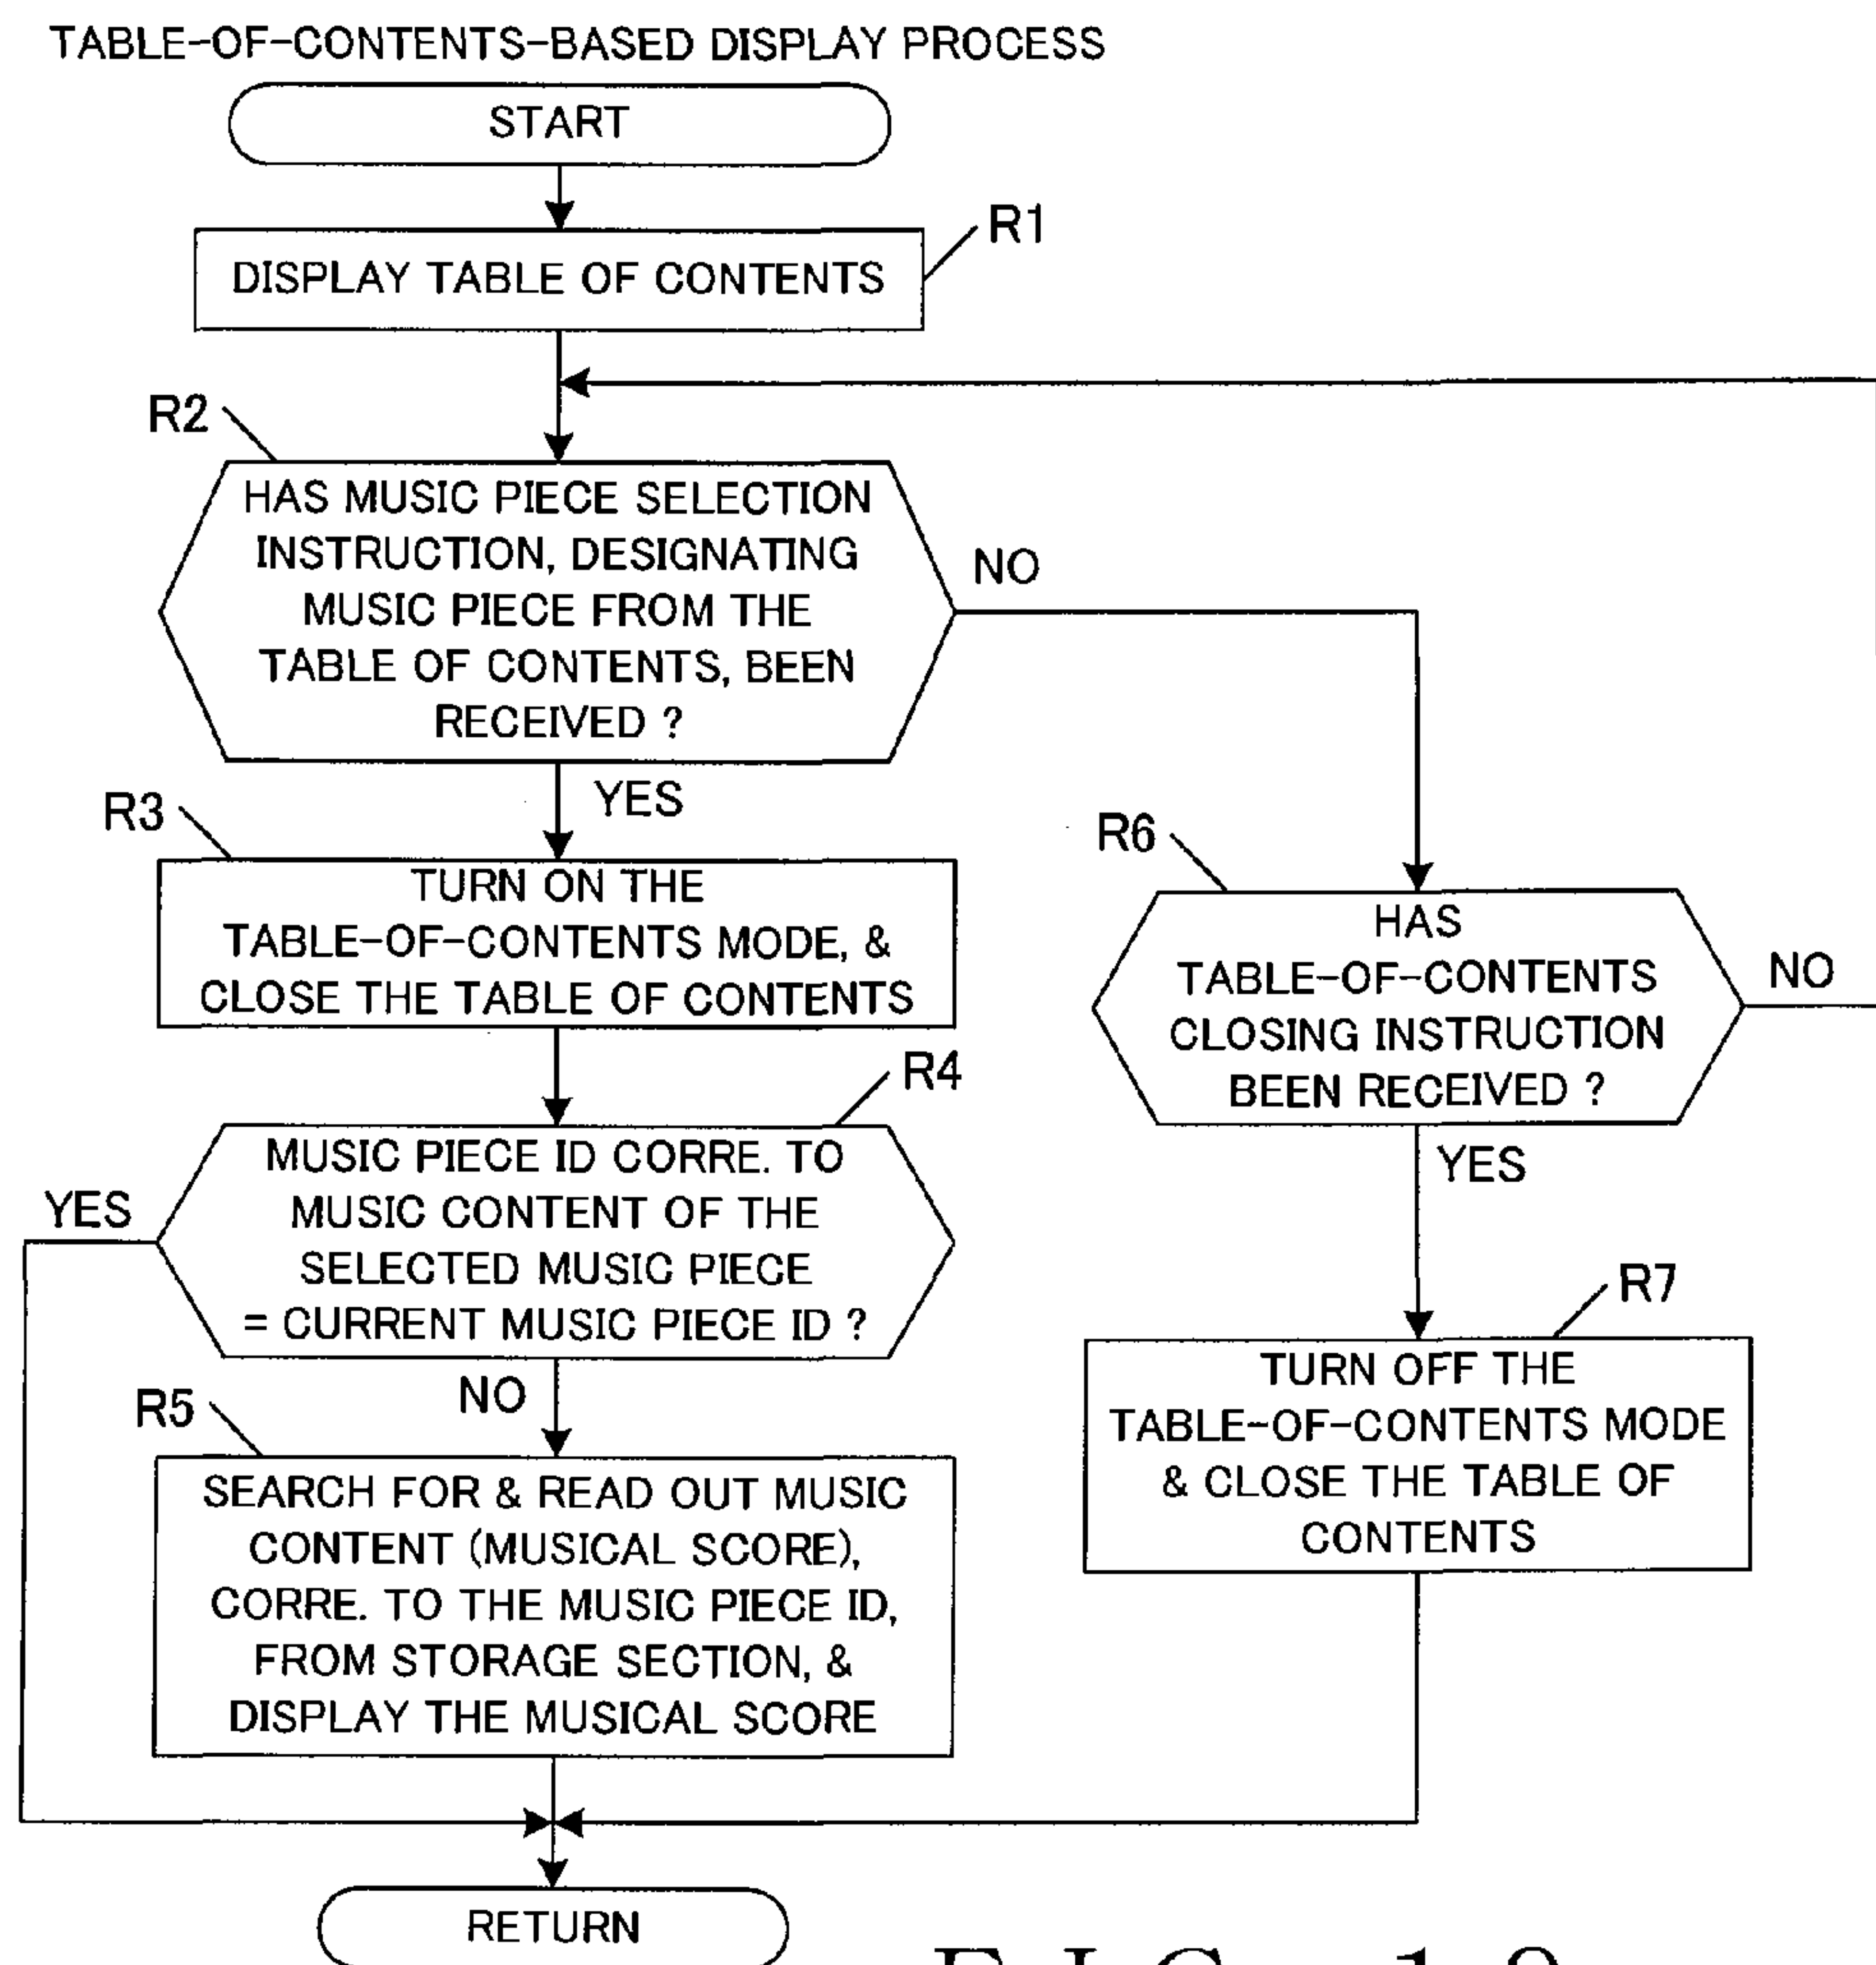 TABLE-OF-CONTENTS-BASED DISPLAY PROCESS
START
R1
DISPLAY TABLE OF CONTENTS
R2
HAS MUSIC PIECE SELECTION
INSTRUCTION, DESIGNATING
MUSIC PIECE FROM THE
TABLE OF CONTENTS, BEEN
RECEIVED ?
NO
YES
R3
TURN ON THE
TABLE-OF-CONTENTS MODE, &
CLOSE THE TABLE OF CONTENTS
R6
HAS
TABLE-OF-CONTENTS
CLOSING INSTRUCTION
BEEN RECEIVED ?
NO
YES
R4
MUSIC PIECE ID CORRE. TO
MUSIC CONTENT OF THE
SELECTED MUSIC PIECE
= CURRENT MUSIC PIECE ID ?
YES
NO
R7
TURN OFF THE
TABLE-OF-CONTENTS MODE
& CLOSE THE TABLE OF
CONTENTS
R5
SEARCH FOR & READ OUT MUSIC
CONTENT (MUSICAL SCORE),
CORRE. TO THE MUSIC PIECE ID,
FROM STORAGE SECTION, &
DISPLAY THE MUSICAL SCORE
RETURN